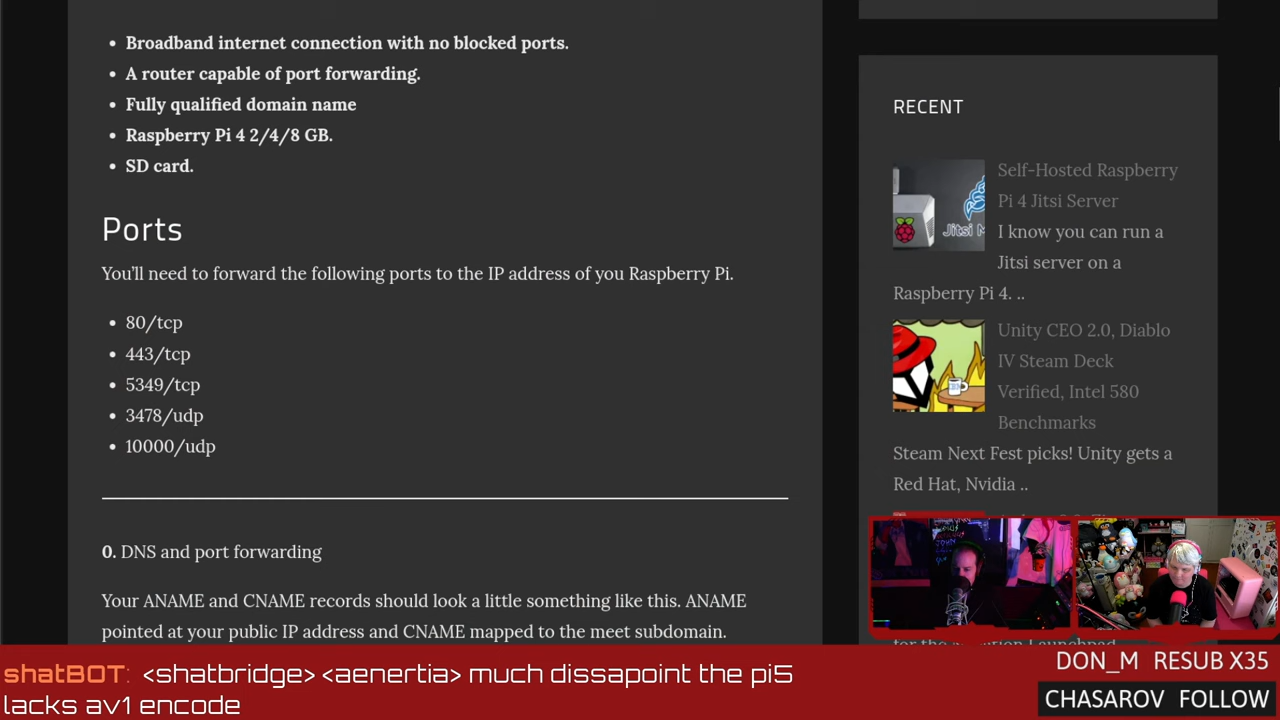 • Broadband internet connection with no blocked ports.
• A router capable of port forwarding.
• Fully qualified domain name
• Raspberry Pi 4 2/4/8 GB.
• SD card.
Ports
You'll need to forward the following ports to the IP address of you Raspberry Pi.
• 80/tcp
• 443/tcp
• 5349/tcp
• 3478/udp
• 10000/udp
0. DNS and port forwarding
Your ANAME and CNAME records should look a little something like this. ANAME
pointed at your public IP address and CNAME mapped to the meet subdomain.
RECENT
Self-Hosted Raspberry
Pi 4 Jitsi Server
I know you can run a
Jitsi server on a
Raspberry Pi 4. ..
Unity CEO 2.0, Diablo
IV Steam Deck
Verified, Intel 580
Benchmarks
Steam Next Fest picks! Unity gets a
Red Hat, Nvidia ..
shatBOT: <shatbridge> <aenertia> much dissapoint the pi5
lacks av1 encode
DON_M RESUB X35
CHASAROV FOLLOW